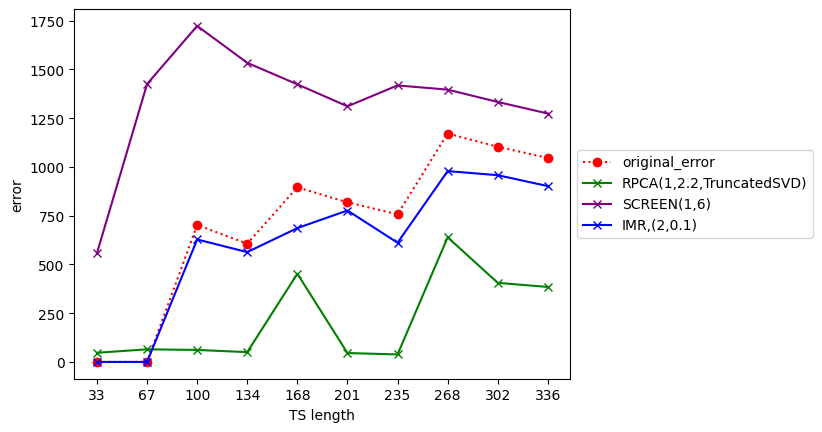 1750
1500
1250
1000
750
500
250
0
error
33 67 100 134 168 201 235 268 302 336
TS length
original_error
RPCA(1,2.2,TruncatedSVD)
SCREEN(1,6)
IMR,(2,0.1)